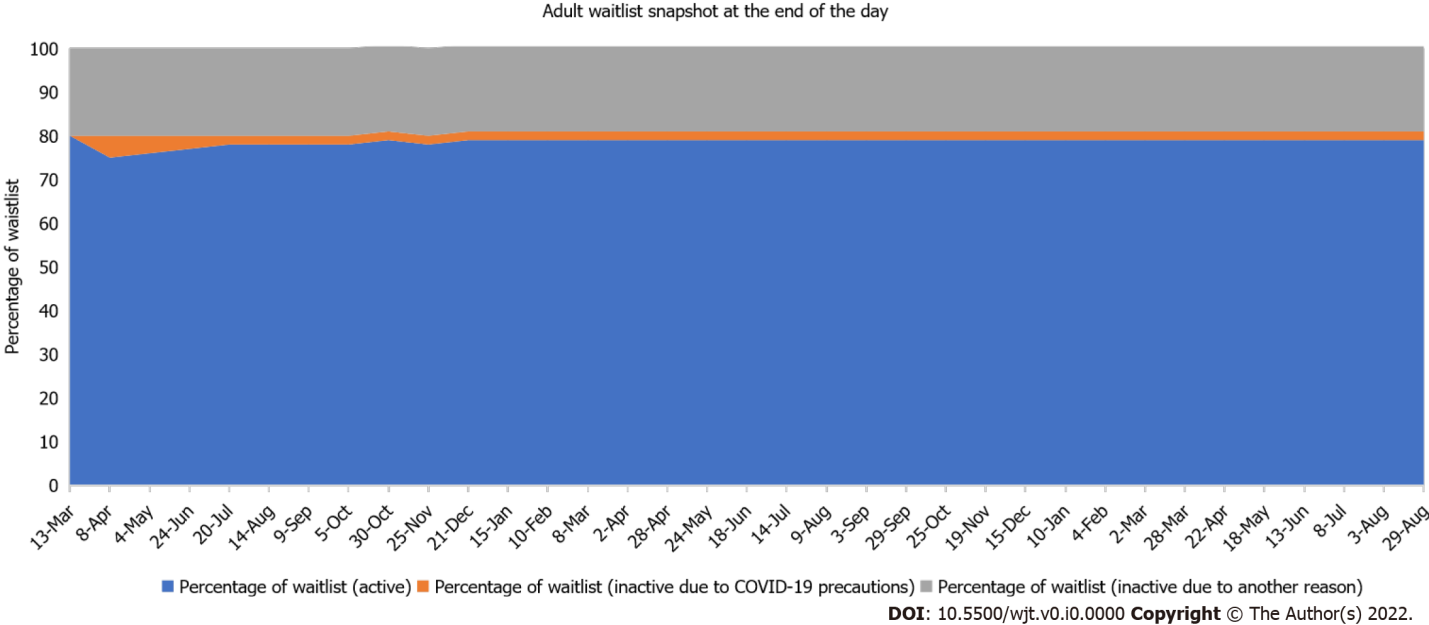 Adult waitlist snapshot at the end of the day
Percentage of waistlist
100
90
80
70
60
50
40
30
20
10
0
13-Mar
8-Apr
4-May
24-Jun
20-Jul
14-Aug
9-Sep
5-Oct
30-Oct
25-Nov
21-Dec
15-Jan
10-Feb
8-Mar
2-Apr
28-Apr
24-May
18-Jun
14-Jul
9-Aug
3-Sep
29-Sep
25-Oct
19-Nov
15-Dec
10-Jan
4-Feb
2-Mar
28-Mar
22-Apr
18-May
13-Jun
8-Jul
3-Aug
29-Aug
Percentage of waitlist (active) Percentage of waitlist (inactive due to COVID-19 precautions) Percentage of waitlist (inactive due to another reason)
DOI: 10.5500/wjt.v0.i0.0000 Copyright © The Author(s) 2022.